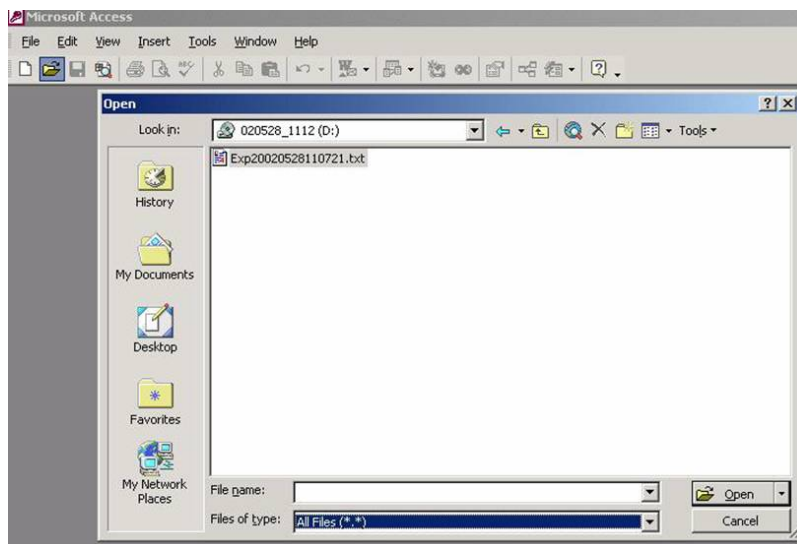 Microsoft Access
File Edit View Insert Tools Window Help
Open
Look in: 020528_1112 (D:) Tools
Exp20020528110721.txt
History
My Documents
Desktop
Favorites
My Network
Places
File name: Open
Files of type: All Files (*.*) Cancel